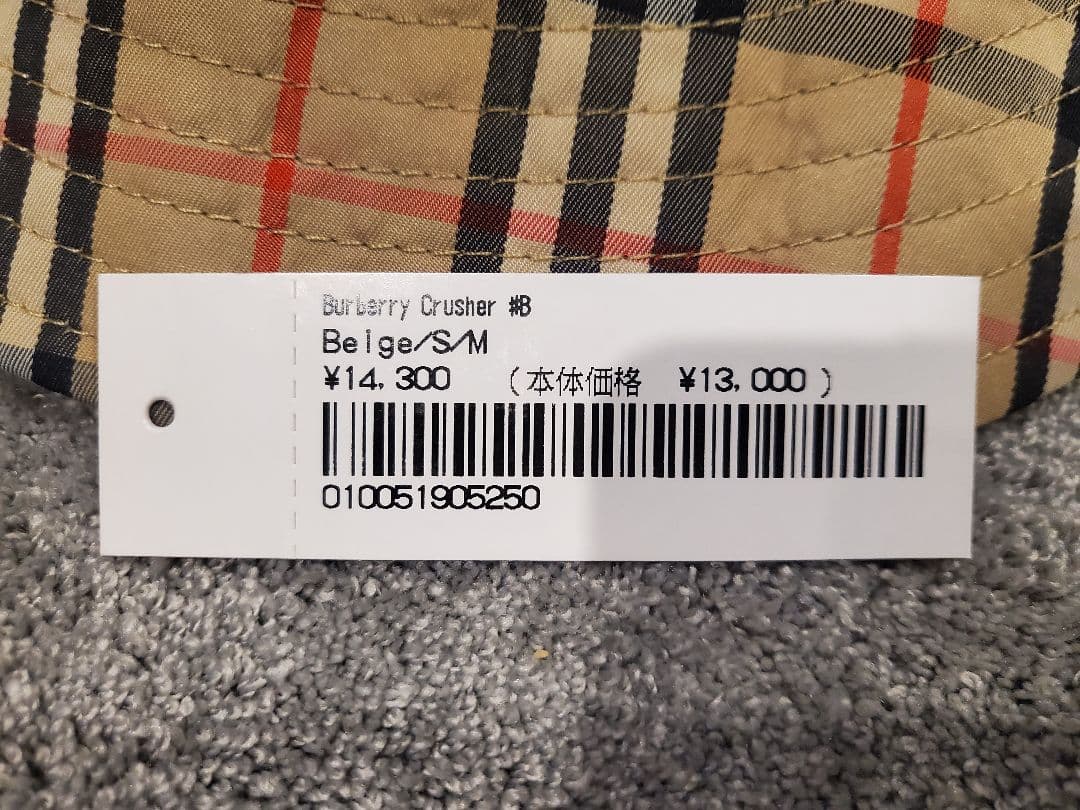 Burberry Crusher #B
Beige/S/M
¥14,300 (本体価格 ¥13,000)
010051905250